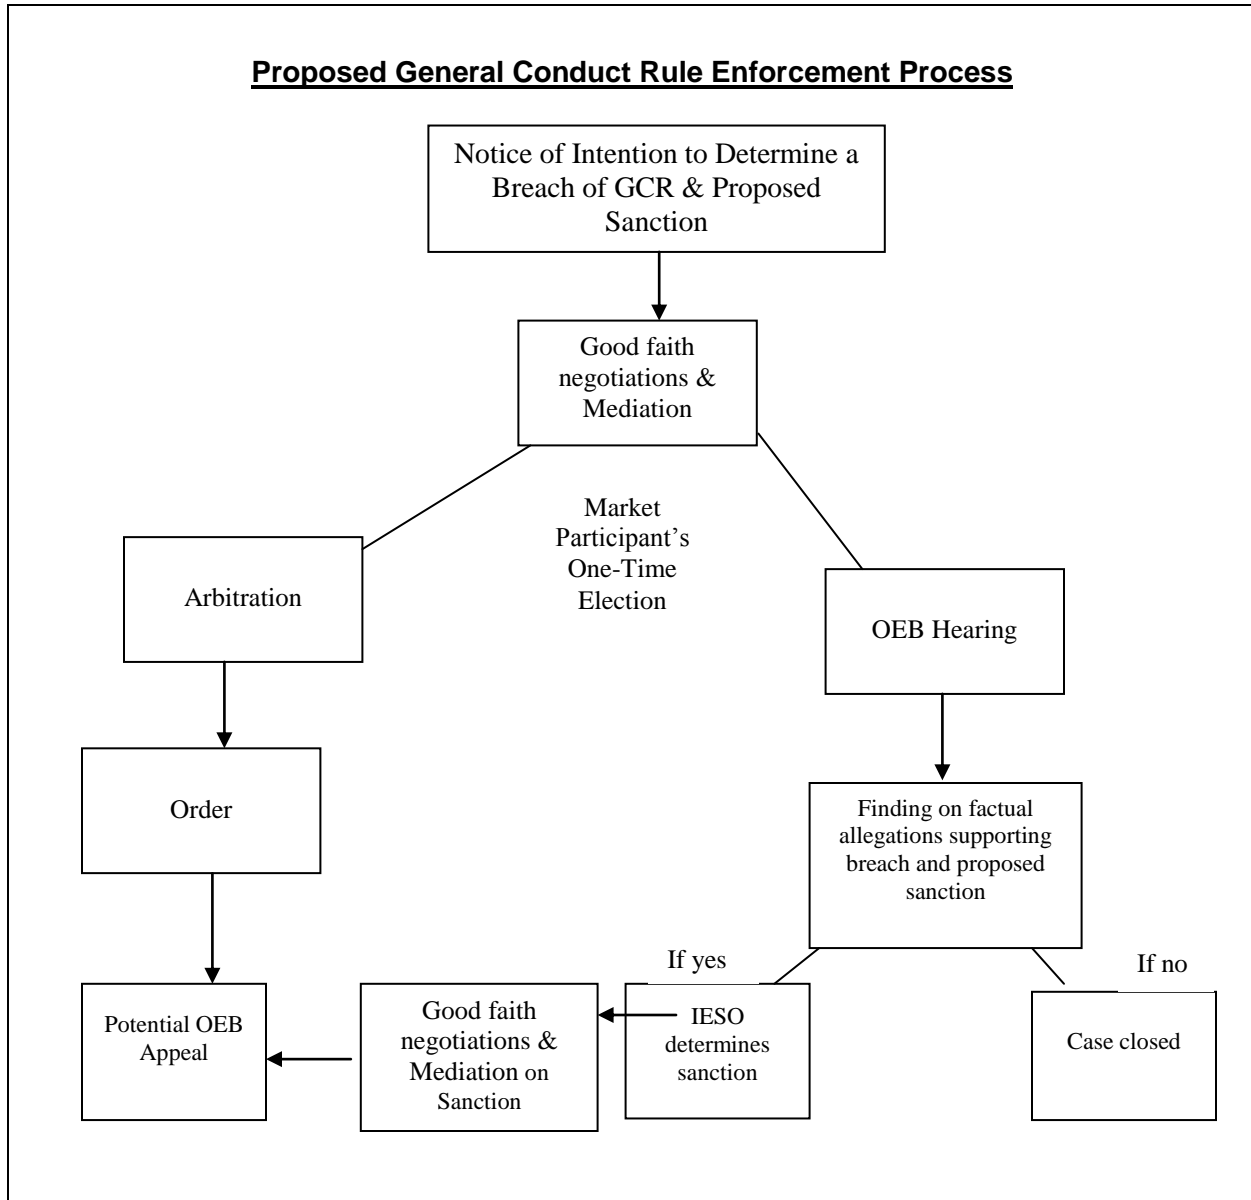 Proposed General Conduct Rule Enforcement Process
Notice of Intention to Determine a
Breach of GCR & Proposed
Sanction
Good faith
negotiations &
Mediation
Market
Participant’s
One-Time
Election
Arbitration
OEB Hearing
Order
Finding on factual
allegations supporting
breach and proposed
sanction
If yes
If no
Potential OEB
Appeal
Good faith
negotiations &
Mediation on
Sanction
IESO
determines
sanction
Case closed